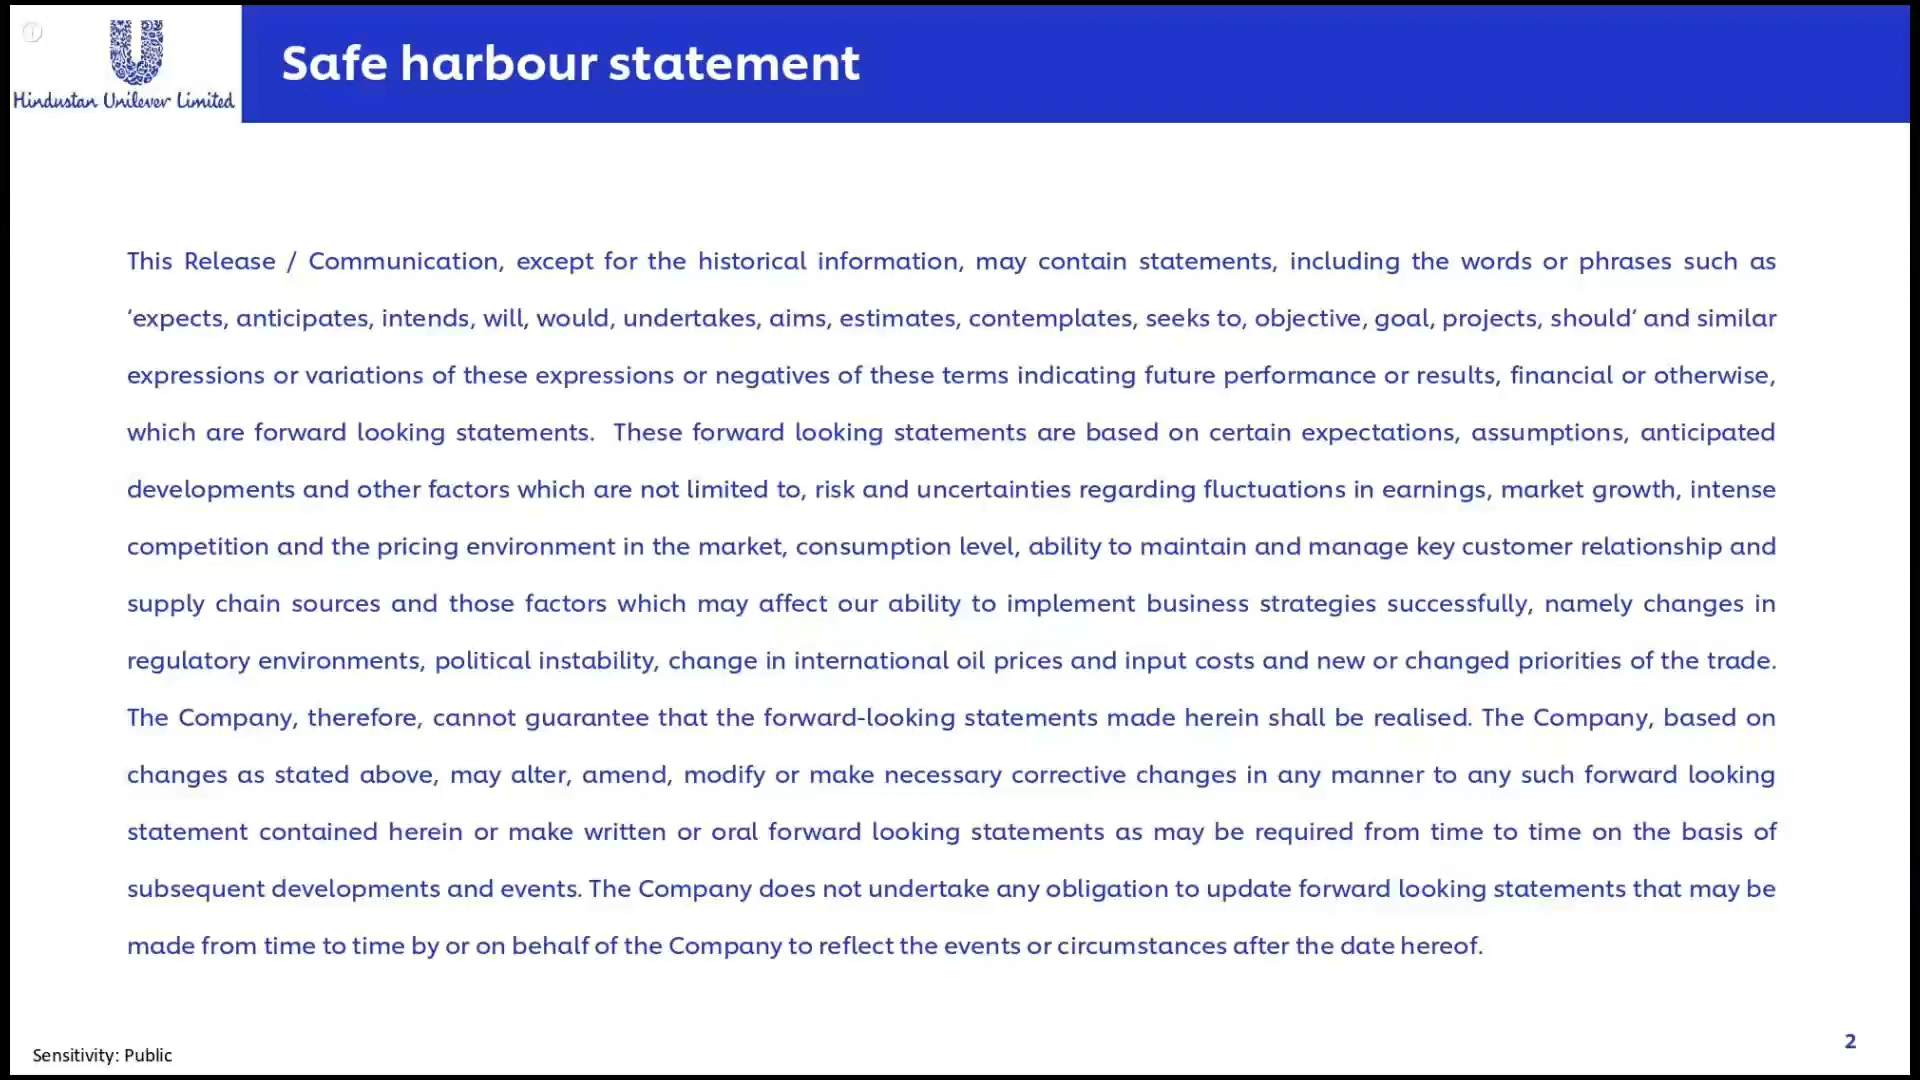 Hindustan Unilever Limited
Safe harbour statement
This Release / Communication, except for the historical information, may contain statements, including the words or phrases such as
‘expects, anticipates, intends, will, would, undertakes, aims, estimates, contemplates, seeks to, objective, goal, projects, should’ and similar
expressions or variations of these expressions or negatives of these terms indicating future performance or results, financial or otherwise,
which are forward looking statements.  These forward looking statements are based on certain expectations, assumptions, anticipated
developments and other factors which are not limited to, risk and uncertainties regarding fluctuations in earnings, market growth, intense
competition and the pricing environment in the market, consumption level, ability to maintain and manage key customer relationship and
supply chain sources and those factors which may affect our ability to implement business strategies successfully, namely changes in
regulatory environments, political instability, change in international oil prices and input costs and new or changed priorities of the trade.
The Company, therefore, cannot guarantee that the forward-looking statements made herein shall be realised. The Company, based on
changes as stated above, may alter, amend, modify or make necessary corrective changes in any manner to any such forward looking
statement contained herein or make written or oral forward looking statements as may be required from time to time on the basis of
subsequent developments and events. The Company does not undertake any obligation to update forward looking statements that may be
made from time to time by or on behalf of the Company to reflect the events or circumstances after the date hereof.
2
Sensitivity: Public